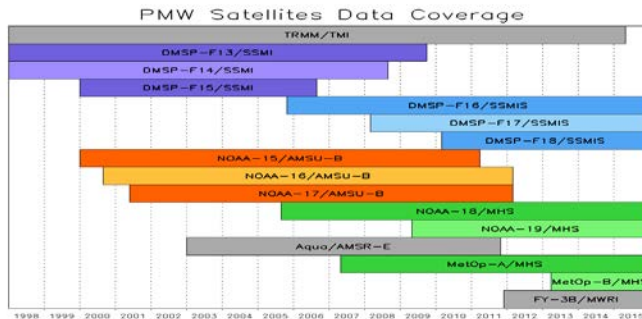 PMW Satellites Data Coverage
TRMM/TMI
DMSP-F13/SSMI
DMSP-F14/SSMI
DMSP-F15/SSMI
DMSP-F16/SSMIS
DMSP-F17/SSMIS
DMSP-F18/SSMIS
NOAA-15/AMSU-B
NOAA-16/AMSU-B
NOAA-17/AMSU-B
NOAA-18/MHS
NOAA-19/MHS
Aqua/AMSR-E
MetOp-A/MHS
MetOp-B/MHS
FY-3B/MWRI
1998 1999 2000 2001 2002 2003 2004 2005 2006 2007 2008 2009 2010 2011 2012 2013 2014 2015